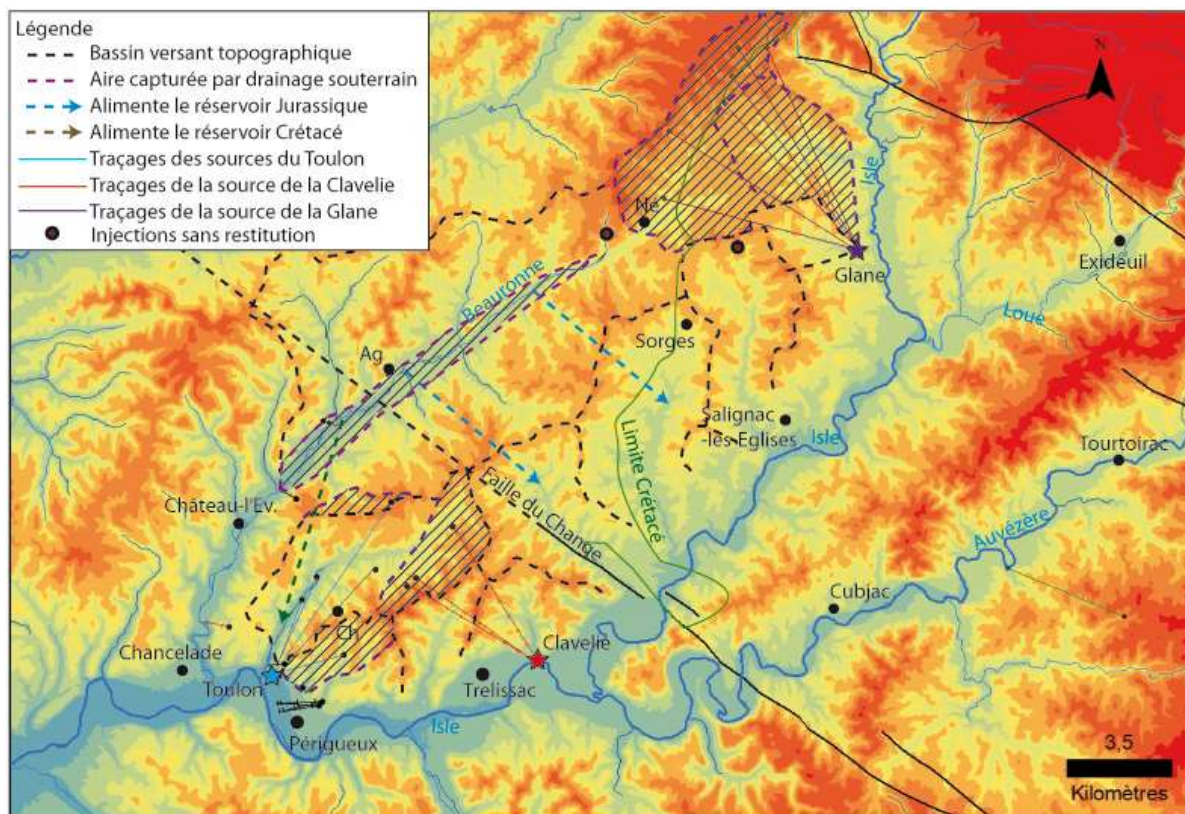 Légende
Bassin versant topographique
Aire capturée par drainage souterrain
Alimente le réservoir Jurassique
Alimente le réservoir Crétacé
Traçages des sources du Toulon
Traçages de la source de la Clavelie
Traçages de la source de la Glane
Injections sans restitution
N
Isle
Ne
Glane
Exideuil
Beauronne
Loue
Sorges
Ag
Salignac
-lès-Eglises
Isle
Limite Crétacé
Tourtoirac
Château-l'Ev.
Faille du Change
Auvézère
Cubjac
Ch
Clavelie
Chancelade
Toulon
Trelissac
Isle
Périgueux
3,5
Kilomètres